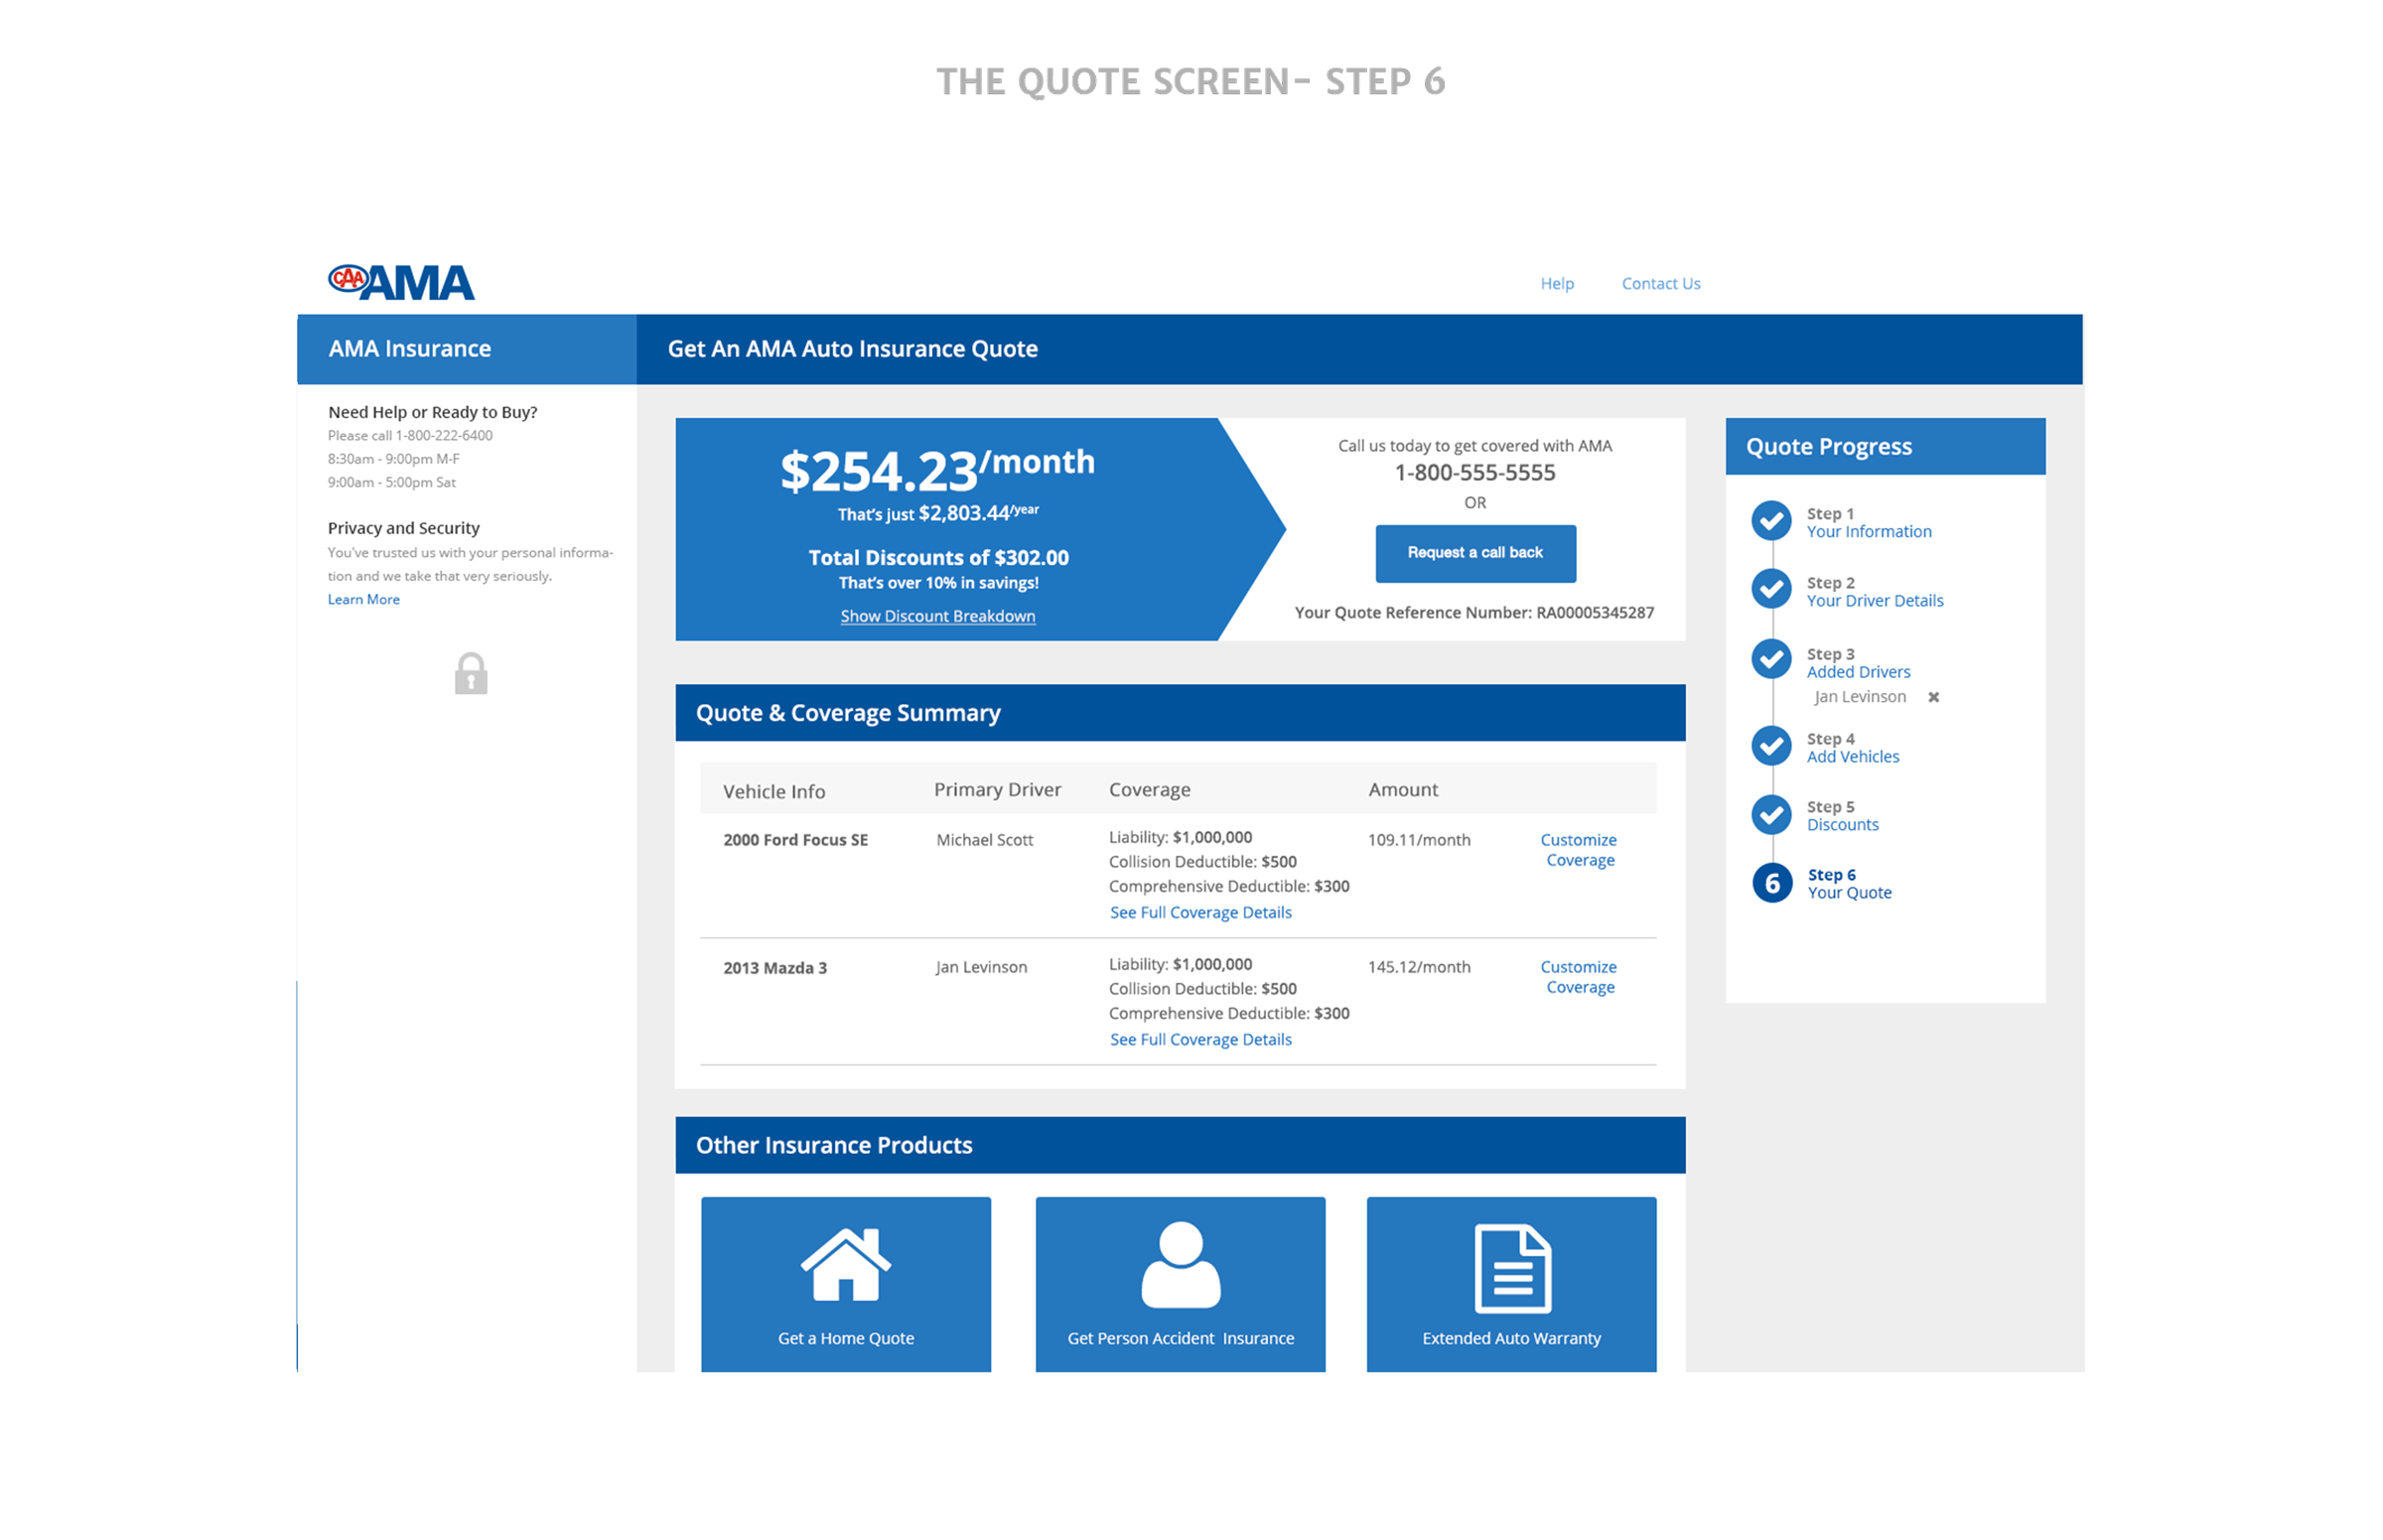 THE QUOTE SCREEN- STEP 6
CAA AMA
Help
Contact Us
AMA Insurance
Get An AMA Auto Insurance Quote
Need Help or Ready to Buy?
Please call 1-800-222-6400
8:30am - 9:00pm M-F
9:00am - 5:00pm Sat
Privacy and Security
You've trusted us with your personal informa-
tion and we take that very seriously.
Learn More
$254.23/month
That's just $2,803.44/year
Total Discounts of $302.00
That's over 10% in savings!
Show Discount Breakdown
Call us today to get covered with AMA
1-800-555-5555
OR
Request a call back
Your Quote Reference Number: RA00005345287
Quote & Coverage Summary
Vehicle Info
Primary Driver
Coverage
Amount
2000 Ford Focus SE
Michael Scott
Liability: $1,000,000
Collision Deductible: $500
Comprehensive Deductible: $300
See Full Coverage Details
109.11/month
Customize
Coverage
2013 Mazda 3
Jan Levinson
Liability: $1,000,000
Collision Deductible: $500
Comprehensive Deductible: $300
See Full Coverage Details
145.12/month
Customize
Coverage
Other Insurance Products
Get a Home Quote
Get Person Accident  Insurance
Extended Auto Warranty
Quote Progress
Step 1
Your Information
Step 2
Your Driver Details
Step 3
Added Drivers
Jan Levinson
Step 4
Add Vehicles
Step 5
Discounts
6
Step 6
Your Quote